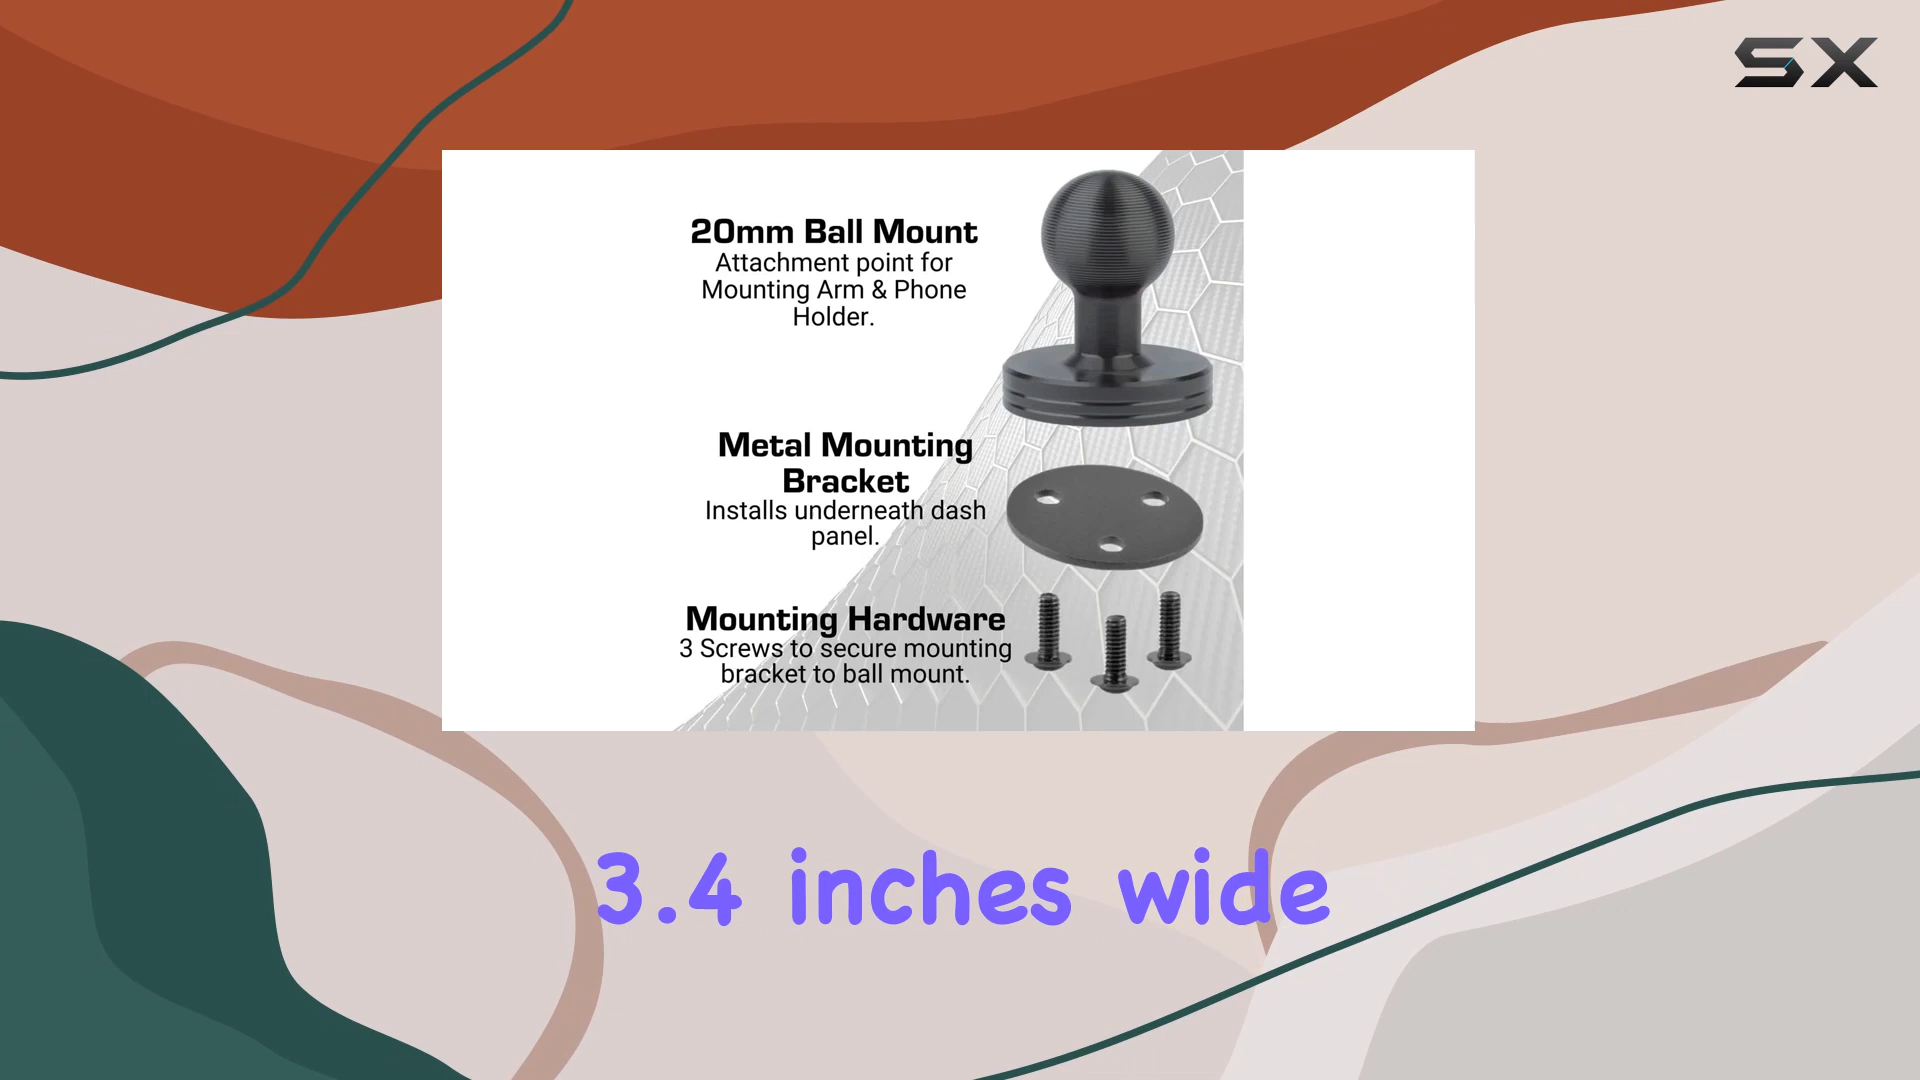 SX
20mm Ball Mount
Attachment point for
Mounting Arm & Phone
Holder.
Metal Mounting
Bracket
Installs underneath dash
panel.
Mounting Hardware
3 Screws to secure mounting
bracket to ball mount.
3.4 inches wide